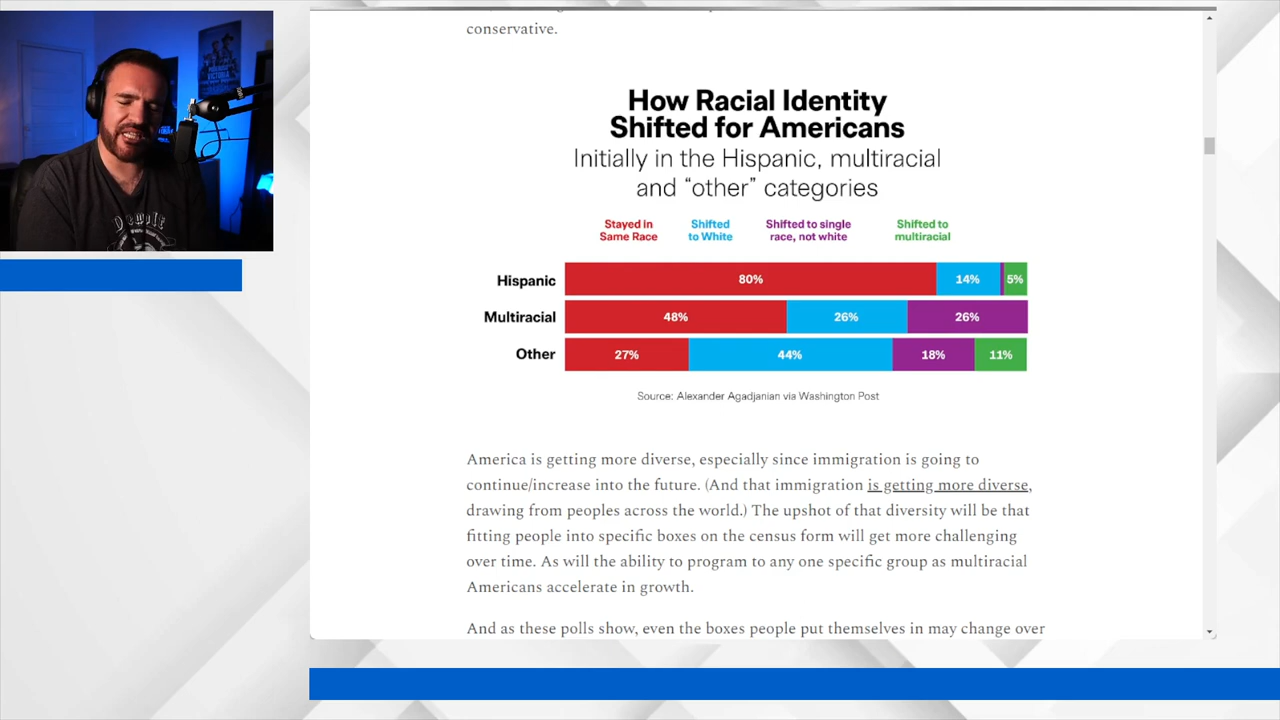 conservative.
How Racial Identity
Shifted for Americans
Initially in the Hispanic, multiracial
and “other” categories
Stayed in
Same Race
Shifted
to White
Shifted to single
race, not white
Shifted to
multiracial
Hispanic 80% 14% 5%
Multiracial 48% 26% 26%
Other 27% 44% 18% 11%
Source: Alexander Agadjanian via Washington Post
America is getting more diverse, especially since immigration is going to
continue/increase into the future. (And that immigration is getting more diverse,
drawing from peoples across the world.) The upshot of that diversity will be that
fitting people into specific boxes on the census form will get more challenging
over time. As will the ability to program to any one specific group as multiracial
Americans accelerate in growth.
And as these polls show, even the boxes people put themselves in may change over